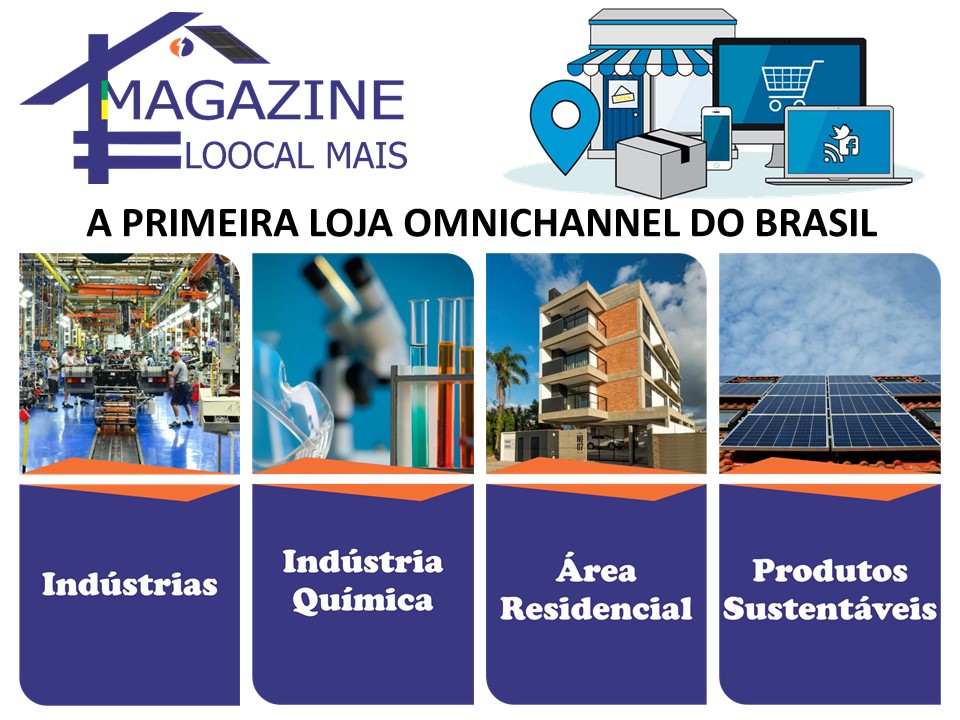 MAGAZINE
LOOCAL MAIS
A PRIMEIRA LOJA OMNICHANNEL DO BRASIL
Indústrias
Indústria
Química
Área
Residencial
Produtos
Sustentáveis